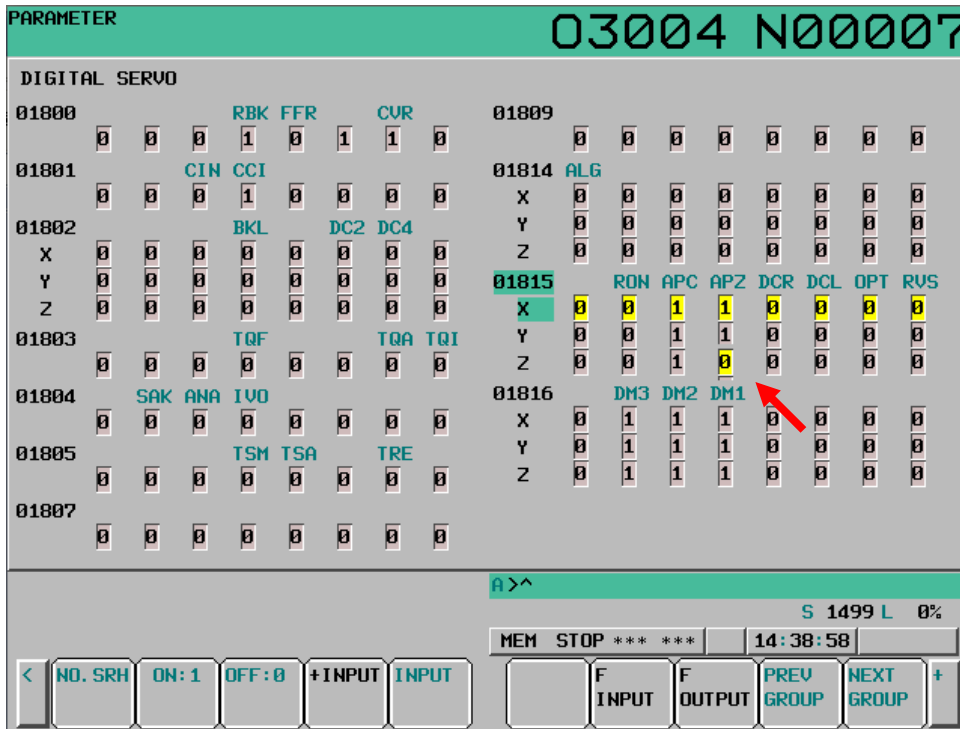 PARAMETER O3004 N00007
DIGITAL SERVO
01800 RBK FFR CVR
0 0 0 1 0 1 1 0
01801 CIN CCI
0 0 0 1 0 0 0 0
01802 BKL DC2 DC4
X 0 0 0 0 0 0 0 0
Y 0 0 0 0 0 0 0 0
Z 0 0 0 0 0 0 0 0
01803 TQF TQA TQI
0 0 0 0 0 0 0 0
01804 SAK ANA IVO
0 0 0 0 0 0 0 0
01805 TSM TSA TRE
0 0 0 0 0 0 0 0
01807
0 0 0 0 0 0 0 0
01809
0 0 0 0 0 0 0 0
01814 ALG
X 0 0 0 0 0 0 0 0
Y 0 0 0 0 0 0 0 0
Z 0 0 0 0 0 0 0 0
01815 RON APC APZ DCR DCL OPT RVS
X 0 0 1 1 0 0 0 0
Y 0 0 1 1 0 0 0 0
Z 0 0 1 0 0 0 0 0
01816 DM3 DM2 DM1
X 0 1 1 1 0 0 0 0
Y 0 1 1 1 0 0 0 0
Z 0 1 1 1 0 0 0 0
A>^
S 1499 L 0%
MEM STOP *** *** 14:38:58
< NO.SRH ON:1 OFF:0 +INPUT INPUT F INPUT F OUTPUT PREV GROUP NEXT GROUP +